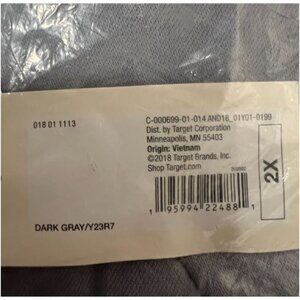 018 01 1113
C-000699-01-014 AND18_01Y01-0199
Dist. by Target Corporation
Minneapolis, MN 55403
Origin: Vietnam
©2018 Target Brands, Inc.
Shop Target.com
2X
1 95994 22488 1
DARK GRAY/Y23R7